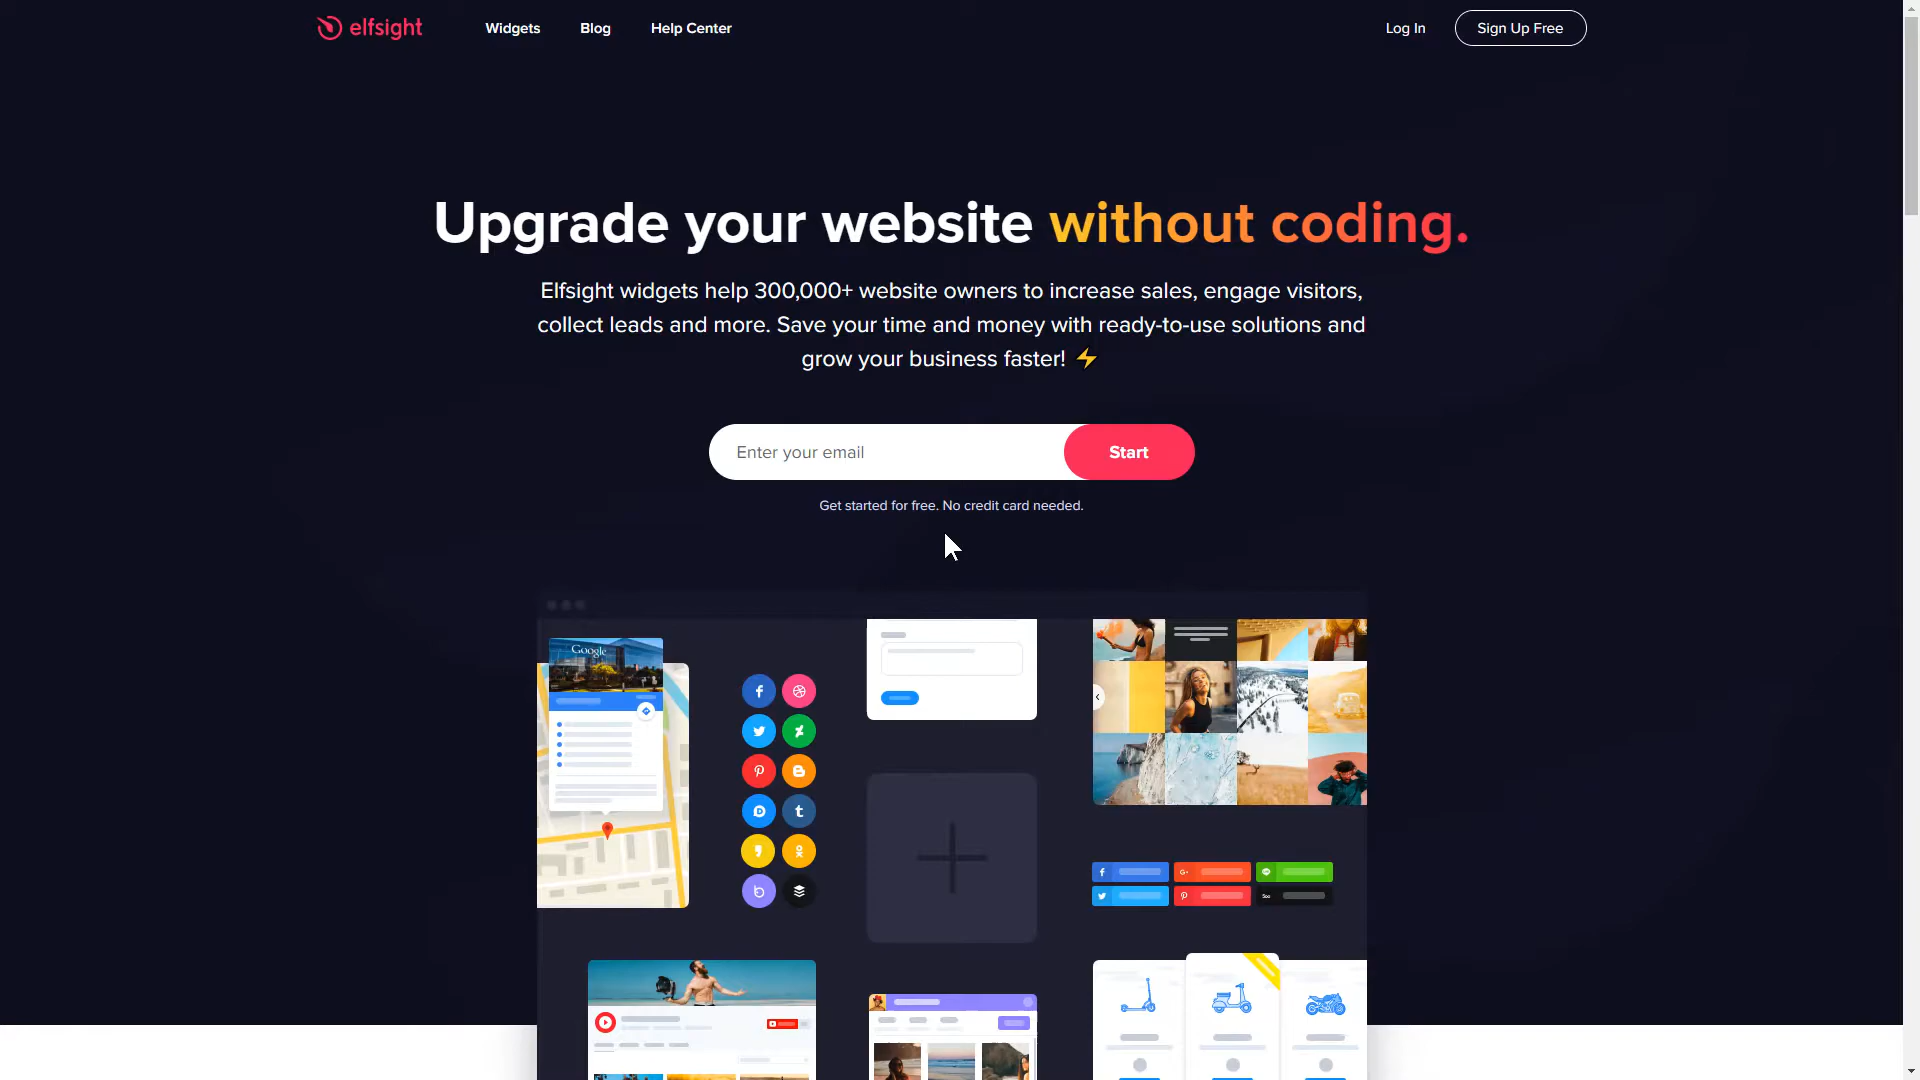 elfsight
Widgets
Blog
Help Center
Log In
Sign Up Free
Upgrade your website without coding.
Elfsight widgets help 300,000+ website owners to increase sales, engage visitors,
collect leads and more. Save your time and money with ready-to-use solutions and
grow your business faster! ⚡
Enter your email
Start
Get started for free. No credit card needed.
Google